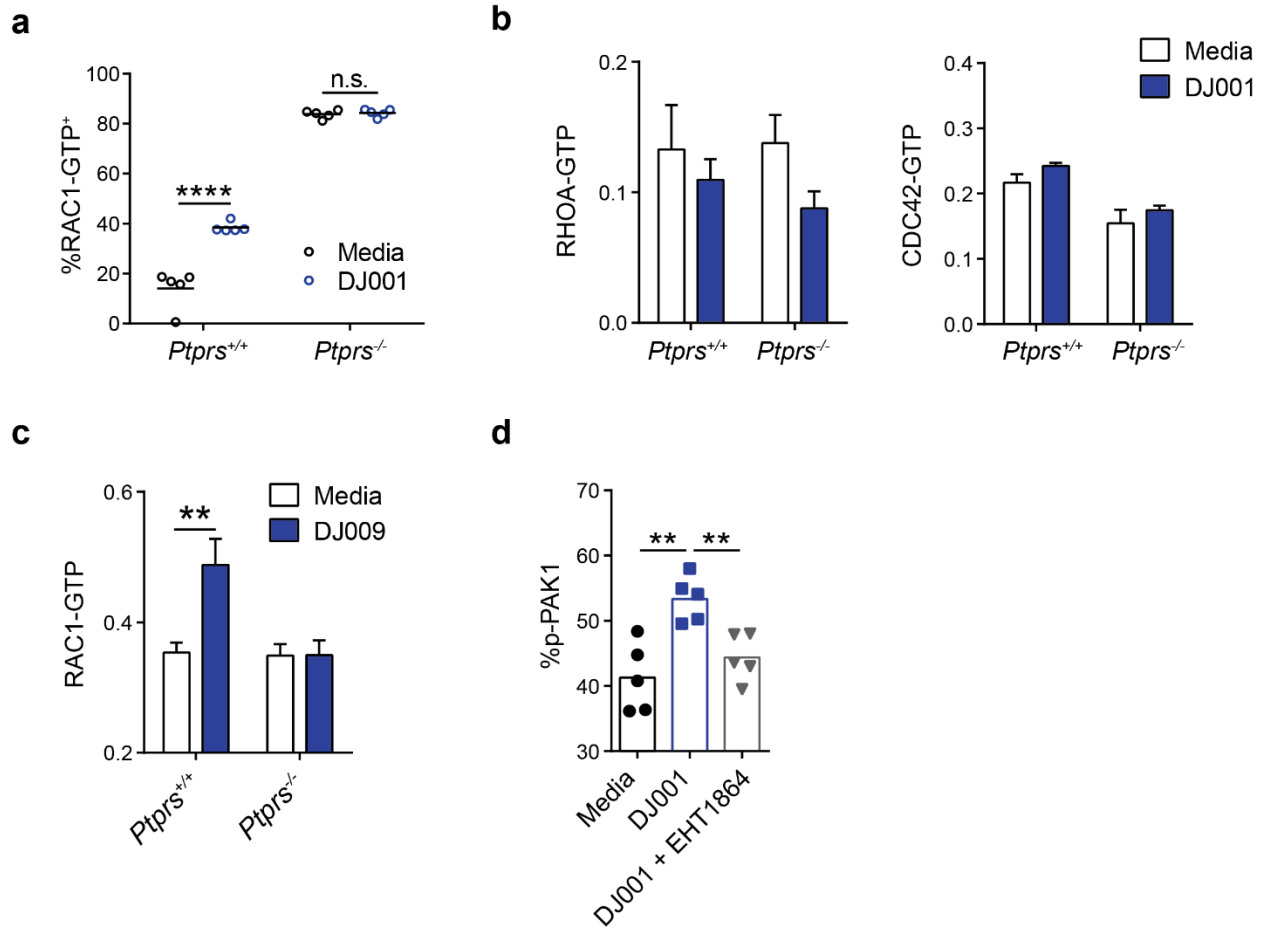 a
100
80
60
40
20
0
%RAC1-GTP+
n.s.
****
Media
DJ001
Ptprs+/+
Ptprs-/-
b
0.2
0.1
0.0
RHOA-GTP
Ptprs+/+
Ptprs-/-
0.4
0.3
0.2
0.1
0.0
CDC42-GTP
Media
DJ001
Ptprs+/+
Ptprs-/-
c
0.6
0.4
0.2
RAC1-GTP
**
Media
DJ009
Ptprs+/+
Ptprs-/-
d
70
60
50
40
30
%p-PAK1
**
**
Media
DJ001
DJ001 + EHT1864